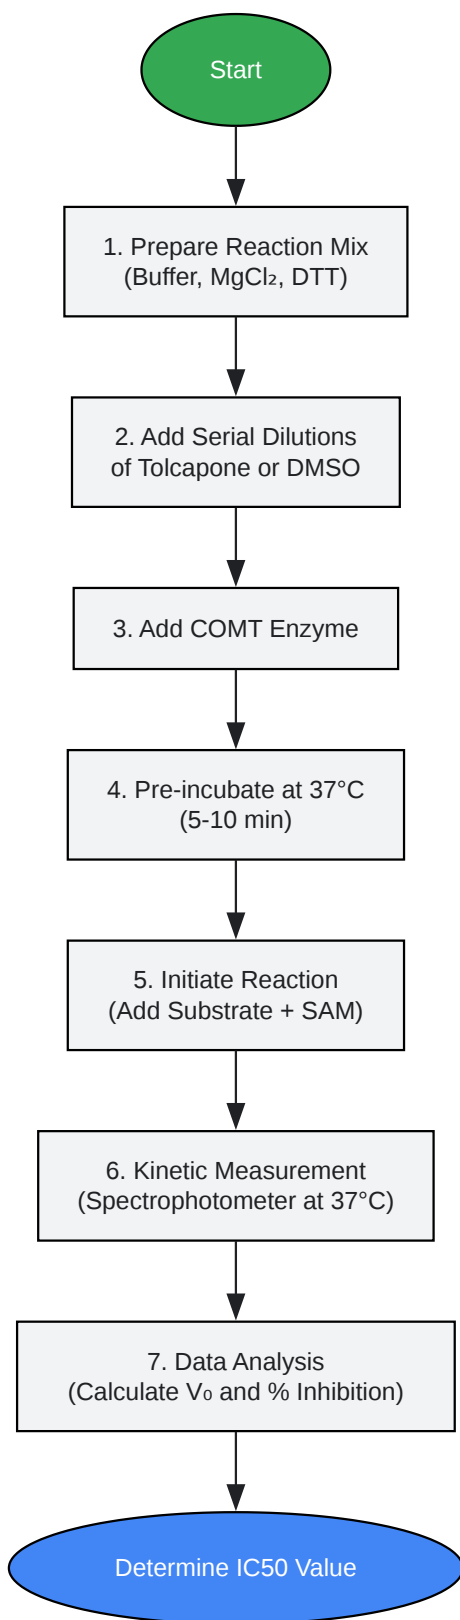 Start
1. Prepare Reaction Mix
(Buffer, MgCl₂, DTT)
2. Add Serial Dilutions
of Tolcapone or DMSO
3. Add COMT Enzyme
4. Pre-incubate at 37°C
(5-10 min)
5. Initiate Reaction
(Add Substrate + SAM)
6. Kinetic Measurement
(Spectrophotometer at 37°C)
7. Data Analysis
(Calculate V₀ and % Inhibition)
Determine IC50 Value